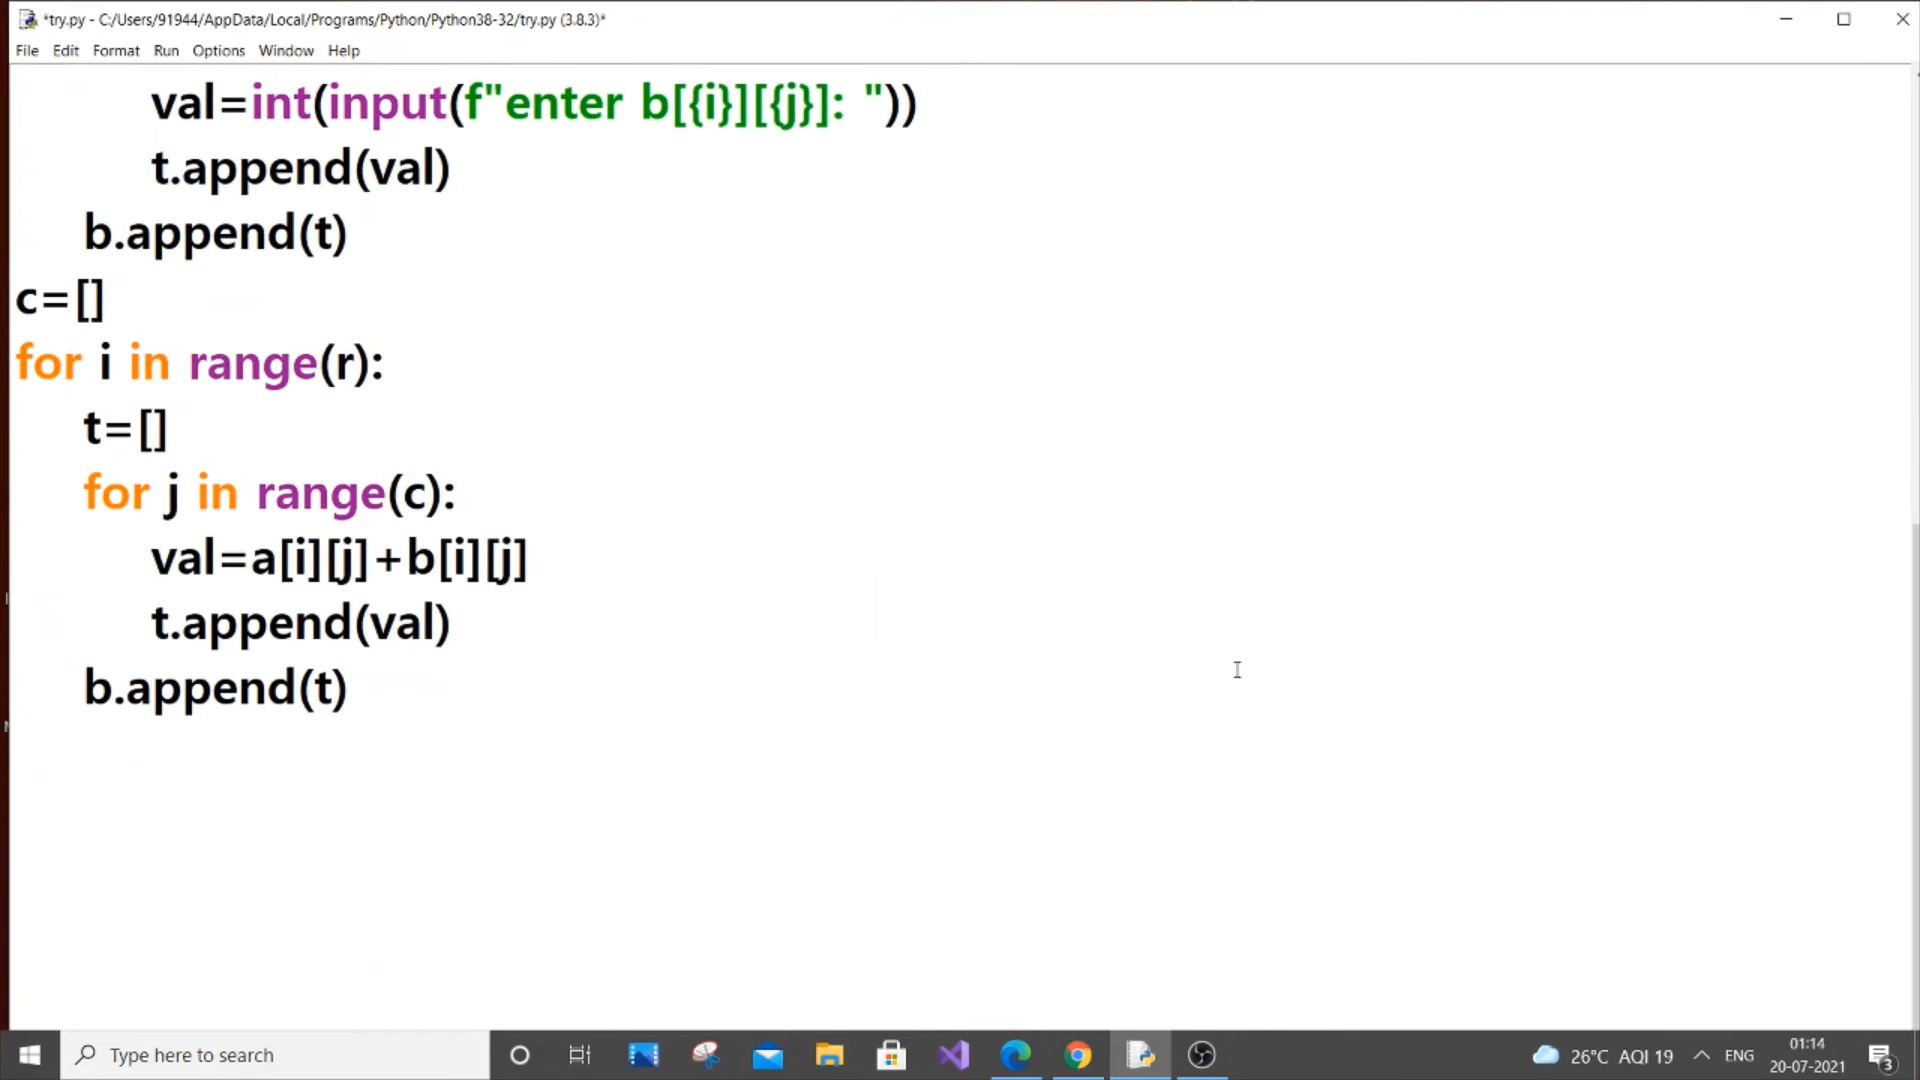 *try.py - C:/Users/91944/AppData/Local/Programs/Python/Python38-32/try.py (3.8.3)*
File Edit Format Run Options Window Help
val=int(input(f"enter b[{i}][{j}]: "))
t.append(val)
b.append(t)
c=[]
for i in range(r):
t=[]
for j in range(c):
val=a[i][j]+b[i][j]
t.append(val)
b.append(t)
Type here to search
26°C AQI 19
ENG
01:14
20-07-2021
3